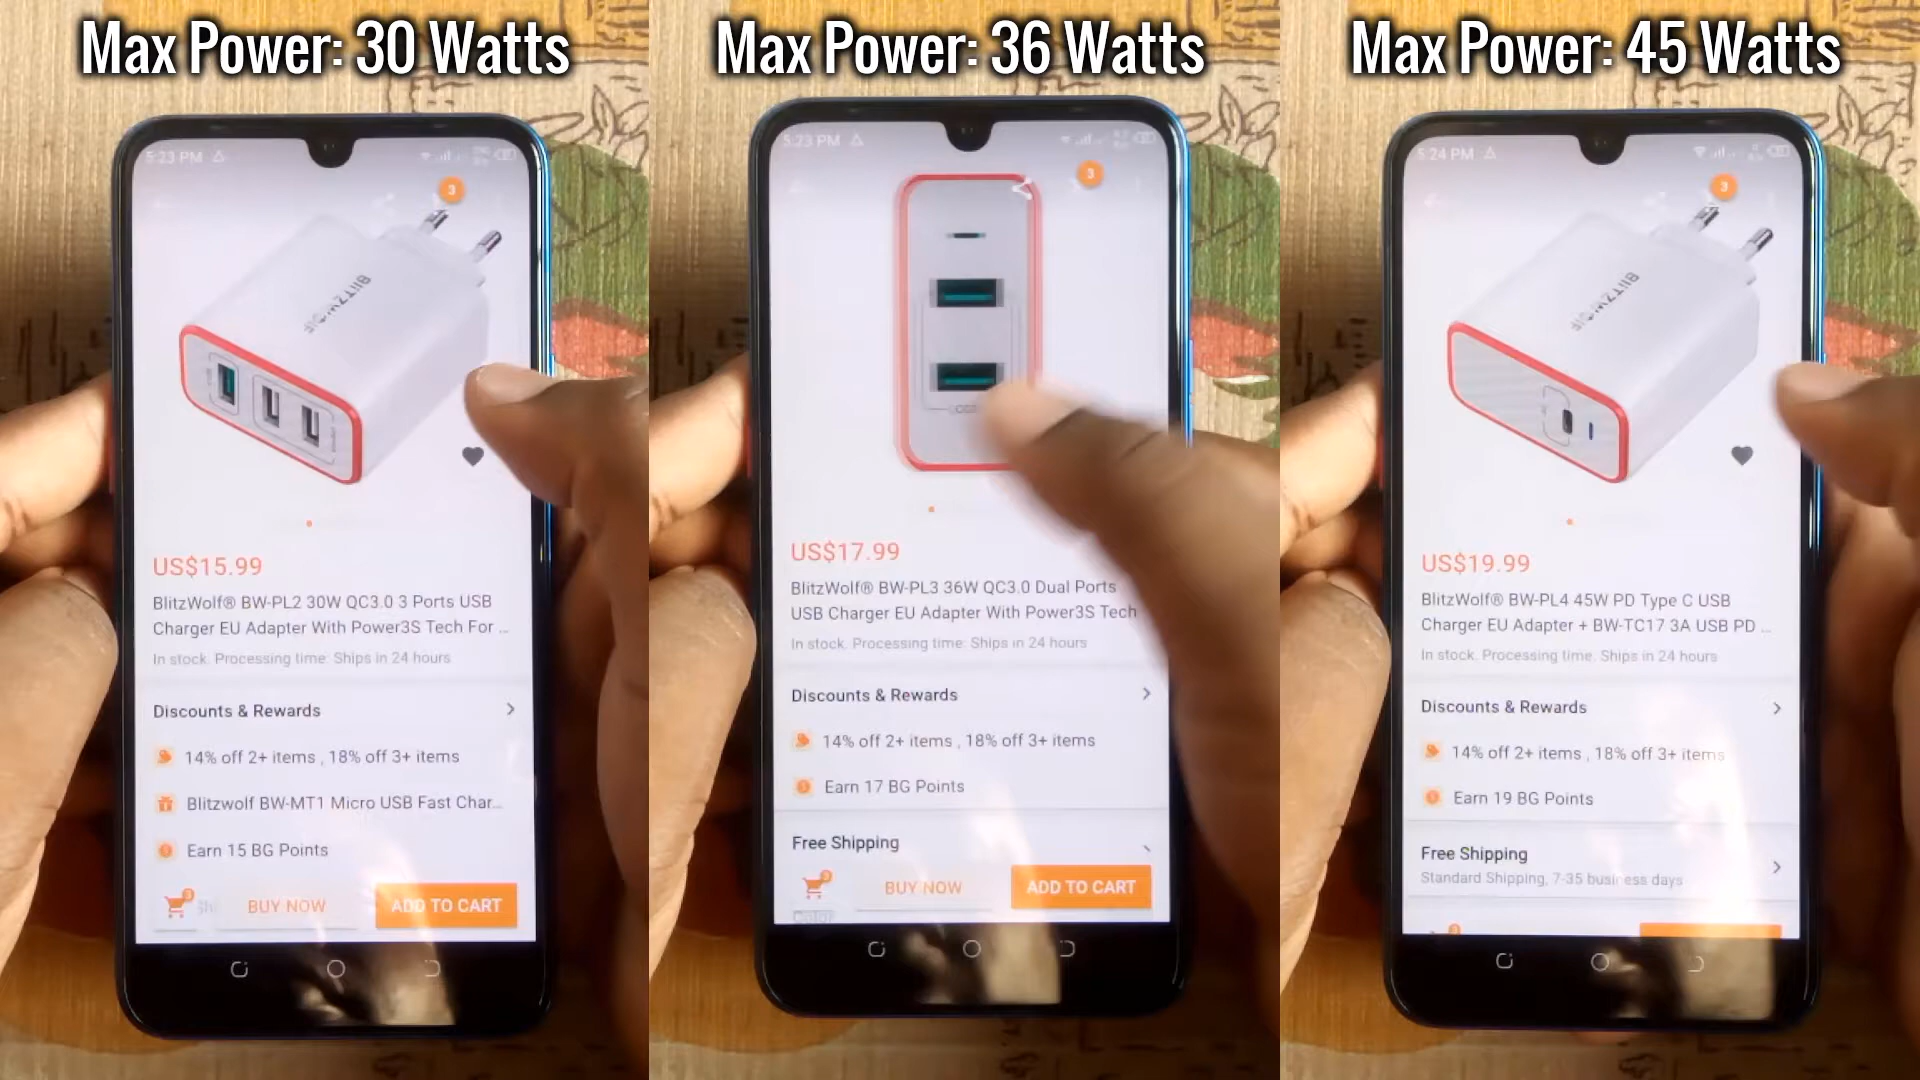 Max Power: 30 Watts
5:23 PM
3
BLITZWOLF
US$15.99
BlitzWolf® BW-PL2 30W QC3.0 3 Ports USB
Charger EU Adapter With Power3S Tech For ...
In stock. Processing time: Ships in 24 hours
Discounts & Rewards
14% off 2+ items , 18% off 3+ items
Blitzwolf BW-MT1 Micro USB Fast Char...
Earn 15 BG Points
3
BUY NOW
ADD TO CART
Max Power: 36 Watts
5:23 PM
3
US$17.99
BlitzWolf® BW-PL3 36W QC3.0 Dual Ports
USB Charger EU Adapter With Power3S Tech
In stock. Processing time: Ships in 24 hours
Discounts & Rewards
14% off 2+ items , 18% off 3+ items
Earn 17 BG Points
Free Shipping
3
BUY NOW
ADD TO CART
Color
Max Power: 45 Watts
5:24 PM
3
BLITZWOLF
US$19.99
BlitzWolf® BW-PL4 45W PD Type C USB
Charger EU Adapter + BW-TC17 3A USB PD ...
In stock. Processing time: Ships in 24 hours
Discounts & Rewards
14% off 2+ items , 18% off 3+ items
Earn 19 BG Points
Free Shipping
Standard Shipping, 7-35 business days
3